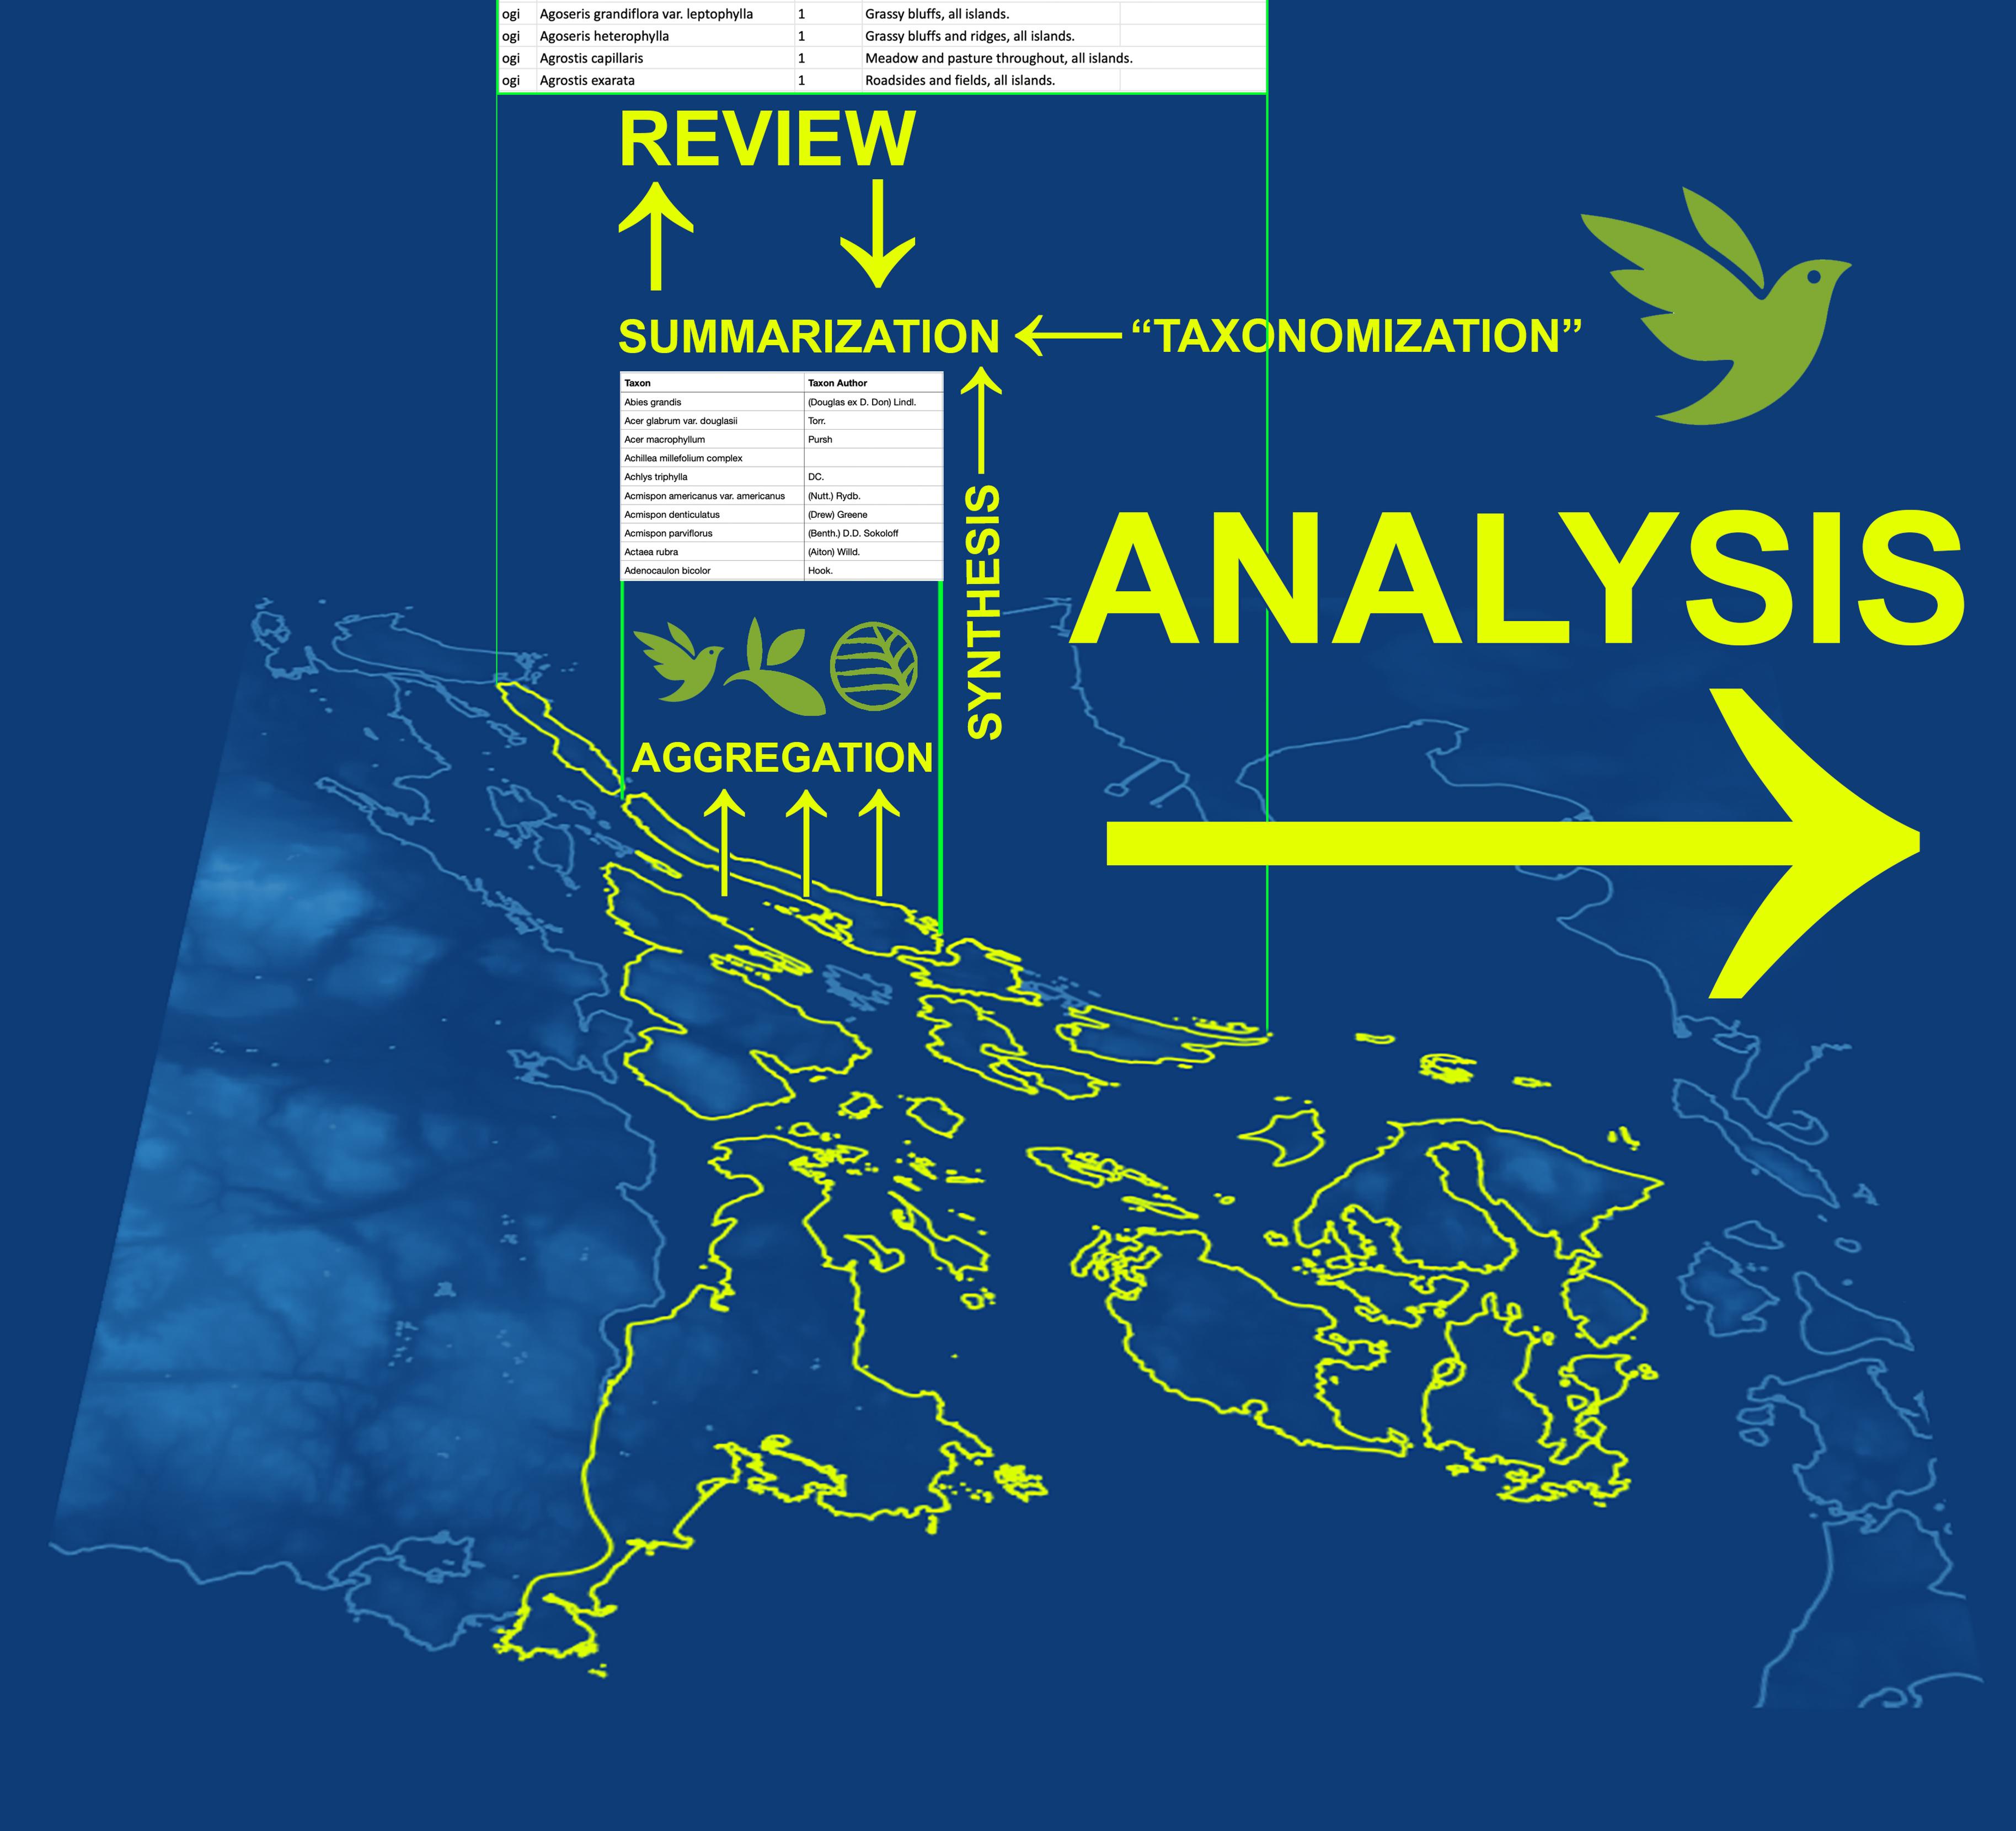 ogi Agoseris grandiflora var. leptophylla 1 Grassy bluffs, all islands.
ogi Agoseris heterophylla 1 Grassy bluffs and ridges, all islands.
ogi Agrostis capillaris 1 Meadow and pasture throughout, all islands.
ogi Agrostis exarata 1 Roadsides and fields, all islands.
REVIEW
SUMMARIZATION
“TAXONOMIZATION”
Taxon Taxon Author
Abies grandis (Douglas ex D. Don) Lindl.
Acer glabrum var. douglasii Torr.
Acer macrophyllum Pursh
Achillea millefolium complex
Achlys triphylla DC.
Acmispon americanus var. americanus (Nutt.) Rydb.
Acmispon denticulatus (Drew) Greene
Acmispon parviflorus (Benth.) D.D. Sokoloff
Actaea rubra (Aiton) Willd.
Adenocaulon bicolor Hook.
SYNTHESIS
ANALYSIS
AGGREGATION